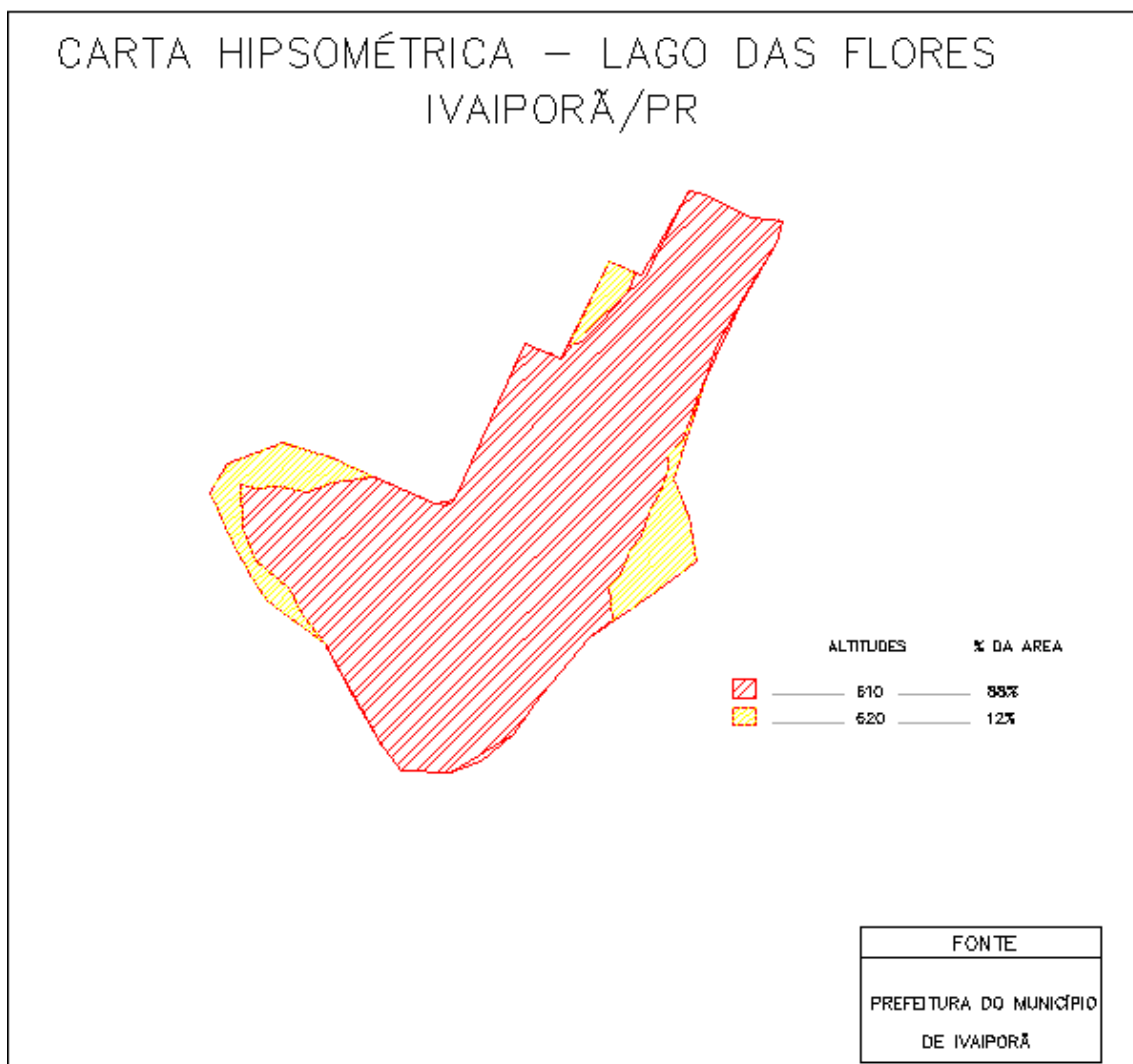 CARTA HIPSOMÉTRICA – LAGO DAS FLORES
IVAIPORÃ/PR
ALTITUDES % DA AREA
610 88%
620 12%
FONTE
PREFEITURA DO MUNICÍPIO
DE IVAIPORÃ